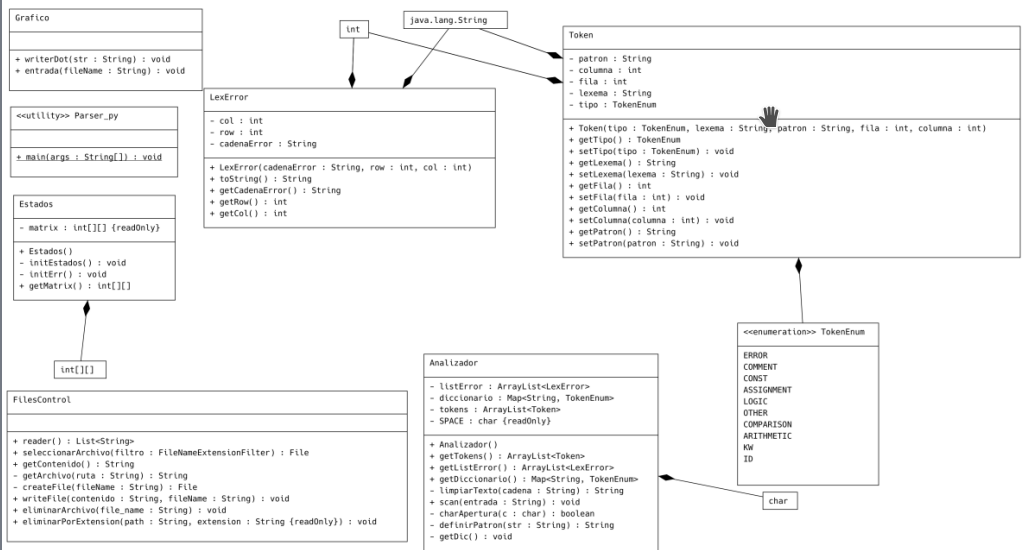 Grafico
+ writerDot(str : String) : void
+ entrada(fileName : String) : void
<<utility>> Parser_py
+ main(args : String[]) : void
Estados
- matrix : int[][] {readOnly}
+ Estados()
- initEstados() : void
- initErr() : void
+ getMatrix() : int[][]
int[][]
int
java.lang.String
LexError
- col : int
- row : int
- cadenaError : String
+ LexError(cadenaError : String, row : int, col : int)
+ toString() : String
+ getCadenaError() : String
+ getRow() : int
+ getCol() : int
Token
- patron : String
- columna : int
- fila : int
- lexema : String
- tipo : TokenEnum
+ Token(tipo : TokenEnum, lexema : String, patron : String, fila : int, columna : int)
+ getTipo() : TokenEnum
+ setTipo(tipo : TokenEnum) : void
+ getLexema() : String
+ setLexema(lexema : String) : void
+ getFila() : int
+ setFila(fila : int) : void
+ getColumna() : int
+ setColumna(columna : int) : void
+ getPatron() : String
+ setPatron(patron : String) : void
<<enumeration>> TokenEnum
ERROR
COMMENT
CONST
ASSIGNMENT
LOGIC
OTHER
COMPARISON
ARITHMETIC
KW
ID
FilesControl
+ reader() : List<String>
+ seleccionarArchivo(filtro : FileNameExtensionFilter) : File
+ getContenido() : String
- getArchivo(ruta : String) : String
- createFile(fileName : String) : File
+ writeFile(contenido : String, fileName : String) : void
+ eliminarArchivo(file_name : String) : void
+ eliminarPorExtension(path : String, extension : String {readOnly}) : void
Analizador
- listError : ArrayList<LexError>
- diccionario : Map<String, TokenEnum>
- tokens : ArrayList<Token>
- SPACE : char {readOnly}
+ Analizador()
+ getTokens() : ArrayList<Token>
+ getListError() : ArrayList<LexError>
+ getDiccionario() : Map<String, TokenEnum>
- limpiarTexto(cadena : String) : String
+ scan(entrada : String) : void
- charApertura(c : char) : boolean
- definirPatron(str : String) : String
- getDic() : void
char